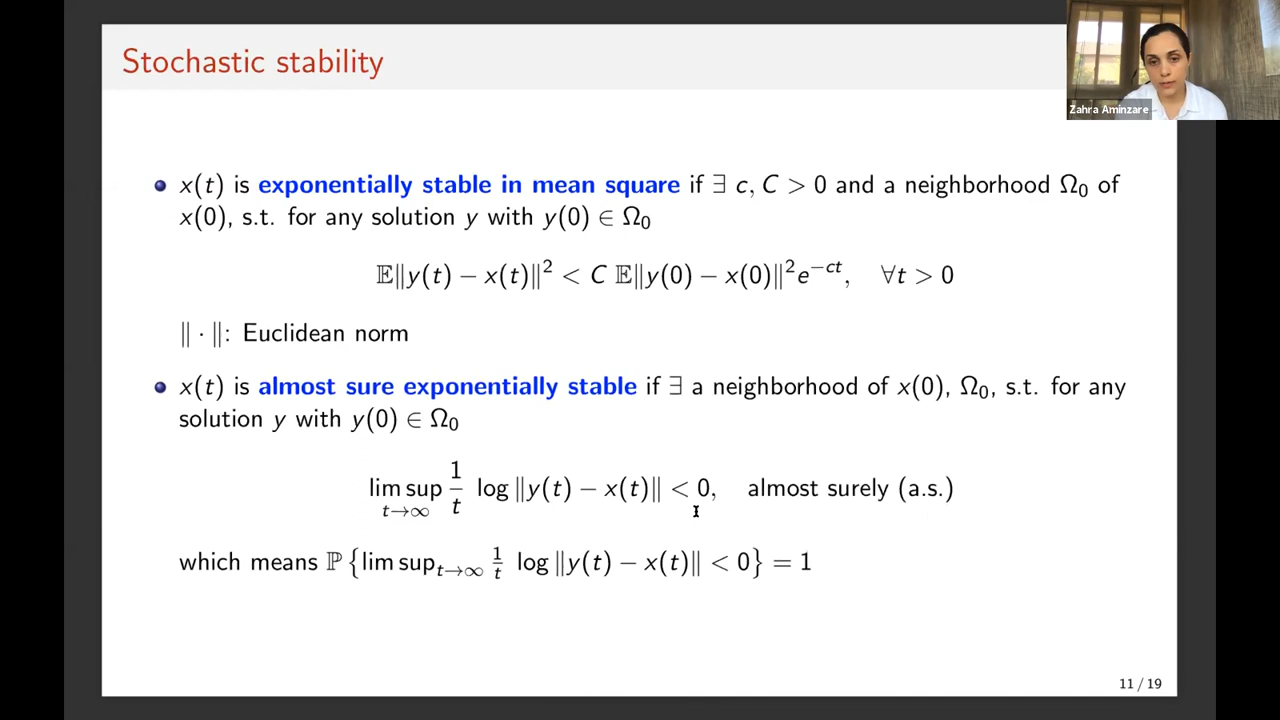 Stochastic stability
Zahra Aminzare
x(t) is exponentially stable in mean square if ∃ c, C > 0 and a neighborhood Ω₀ of
x(0), s.t. for any solution y with y(0) ∈ Ω₀
𝔼‖y(t) − x(t)‖² < C 𝔼‖y(0) − x(0)‖²e^{−ct}, ∀t > 0
‖ · ‖: Euclidean norm
x(t) is almost sure exponentially stable if ∃ a neighborhood of x(0), Ω₀, s.t. for any
solution y with y(0) ∈ Ω₀
lim sup_{t→∞} 1/t log‖y(t) − x(t)‖ < 0, almost surely (a.s.)
which means ℙ {lim sup_{t→∞} 1/t log‖y(t) − x(t)‖ < 0} = 1
11 / 19